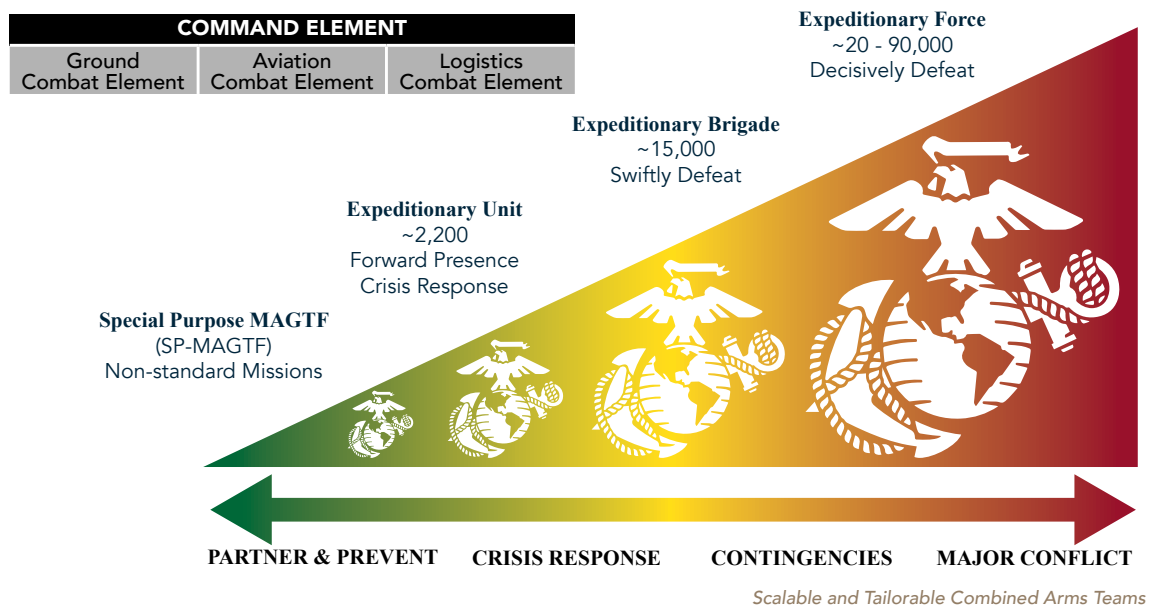 COMMAND ELEMENT
Ground
Combat Element
Aviation
Combat Element
Logistics
Combat Element
Expeditionary Force
~20 - 90,000
Decisively Defeat
Expeditionary Brigade
~15,000
Swiftly Defeat
Expeditionary Unit
~2,200
Forward Presence
Crisis Response
Special Purpose MAGTF
(SP-MAGTF)
Non-standard Missions
PARTNER & PREVENT
CRISIS RESPONSE
CONTINGENCIES
MAJOR CONFLICT
Scalable and Tailorable Combined Arms Teams